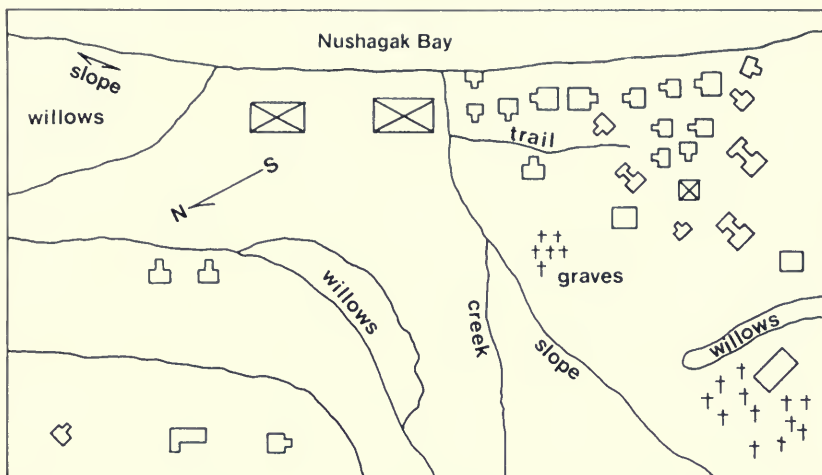 Nushagak Bay
slope
willows
trail
S
N
willows
graves
creek
slope
willows